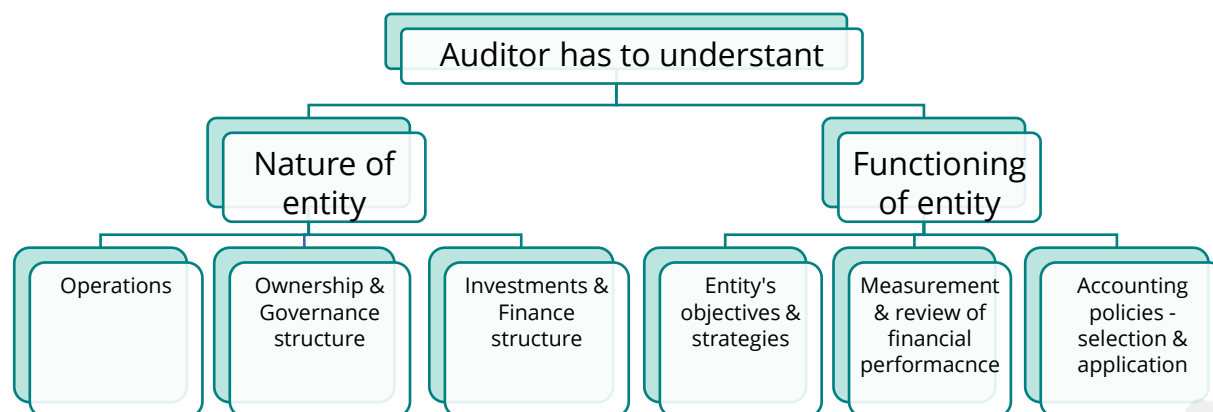 Auditor has to understant
Nature of
entity
Functioning
of entity
Operations
Ownership &
Governance
structure
Investments &
Finance
structure
Entity's
objectives &
strategies
Measurement
& review of
financial
performacnce
Accounting
policies -
selection &
application